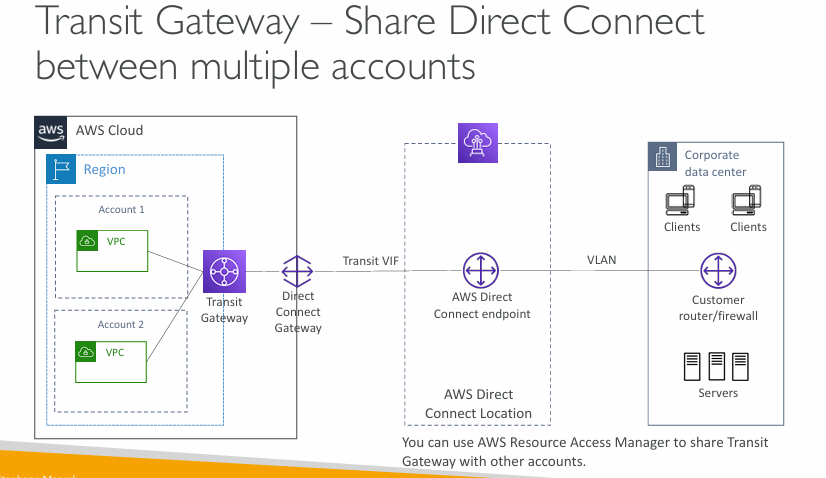 Transit Gateway – Share Direct Connect
between multiple accounts
aws
AWS Cloud
Region
Account 1
VPC
Account 2
VPC
Transit
Gateway
Direct
Connect
Gateway
Transit VIF
AWS Direct
Connect endpoint
AWS Direct
Connect Location
VLAN
Corporate
data center
Clients
Clients
Customer
router/firewall
Servers
You can use AWS Resource Access Manager to share Transit
Gateway with other accounts.